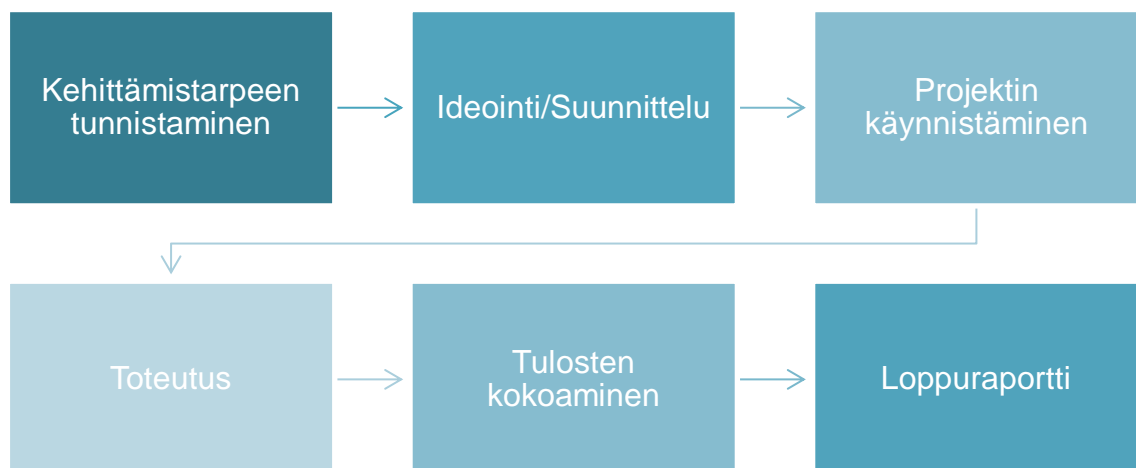 Kehittämistarpeen
tunnistaminen
Ideointi/Suunnittelu
Projektin
käynnistäminen
Toteutus
Tulosten
kokoaminen
Loppuraportti